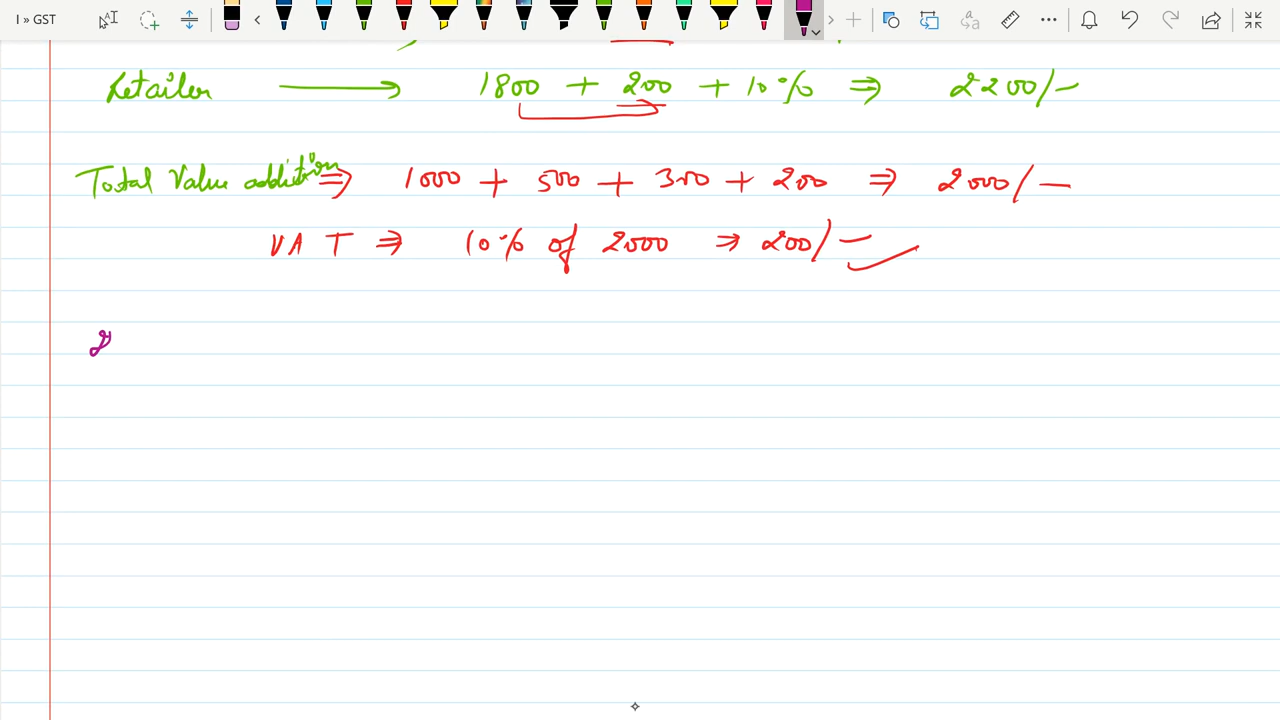 I » GST
Retailer ⟶ 1800 + 200 + 10% ⇒ 2200/-
Total Value addition ⇒ 1000 + 500 + 300 + 200 ⇒ 2000/-
VAT ⇒ 10% of 2000 ⇒ 200/-